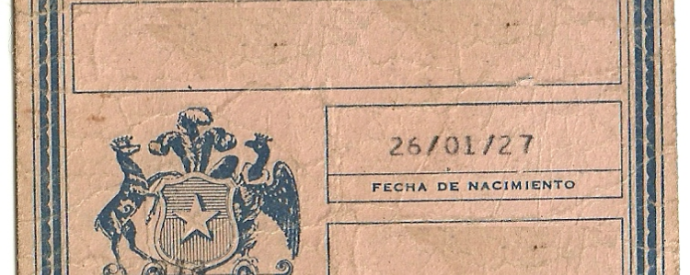 26/01/27
FECHA DE NACIMIENTO